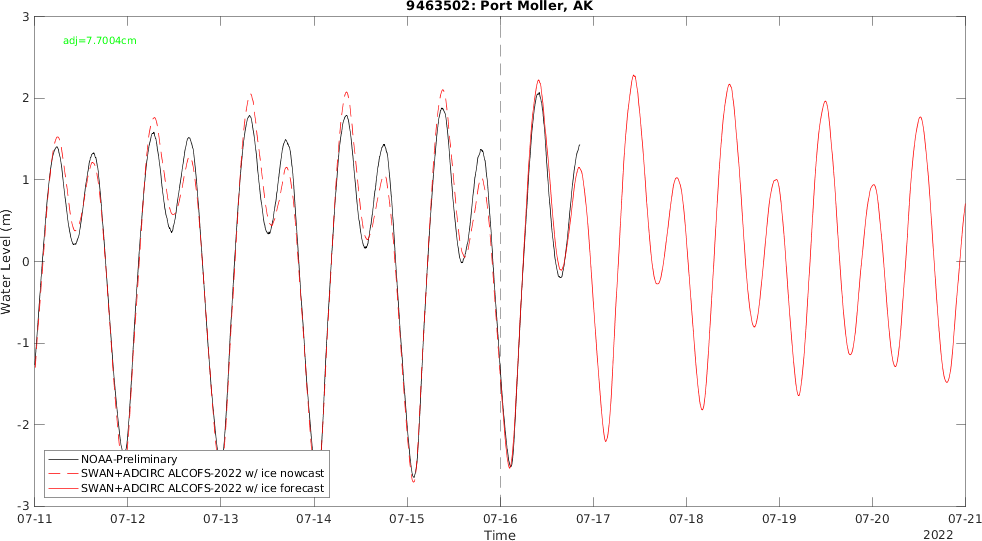 9463502: Port Moller, AK
adj=7.7004cm
3
2
1
0
-1
-2
-3
Water Level (m)
NOAA-Preliminary
SWAN+ADCIRC ALCOFS-2022 w/ ice nowcast
SWAN+ADCIRC ALCOFS-2022 w/ ice forecast
07-11 07-12 07-13 07-14 07-15 07-16 07-17 07-18 07-19 07-20 07-21
Time
2022